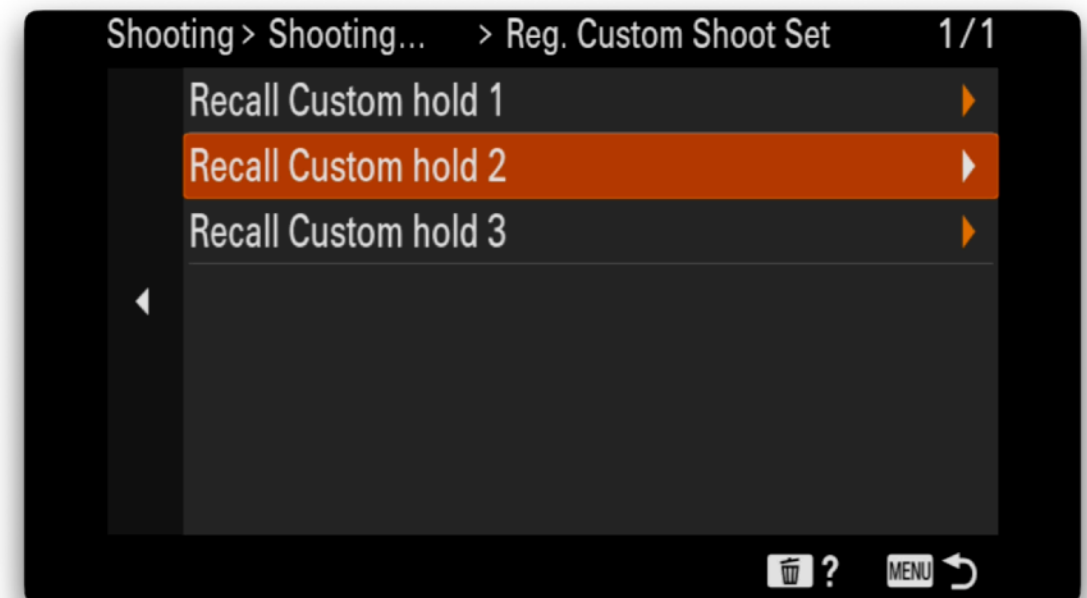 Shooting > Shooting... > Reg. Custom Shoot Set 1/1
Recall Custom hold 1
Recall Custom hold 2
Recall Custom hold 3
? MENU